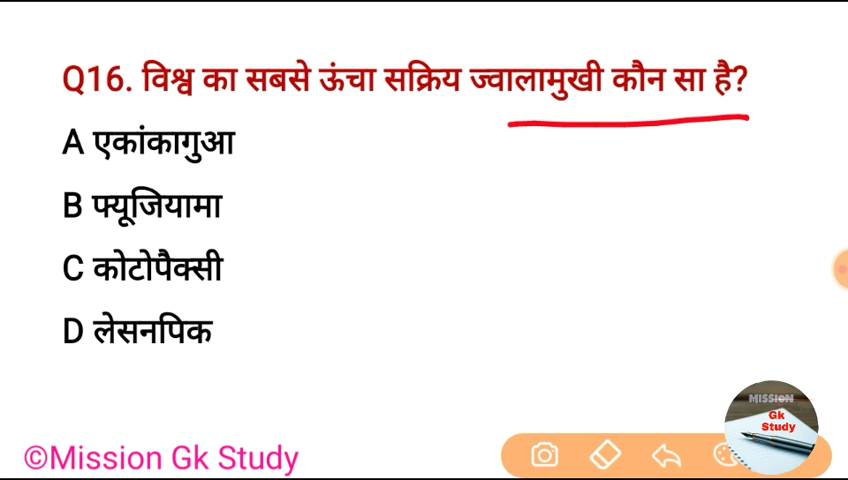 Q16. विश्व का सबसे ऊंचा सक्रिय ज्वालामुखी कौन सा है?
A एकांकागुआ
B फ्यूजियामा
C कोटोपैक्सी
D लेसनपिक
MISSION
Gk
Study
©Mission Gk Study